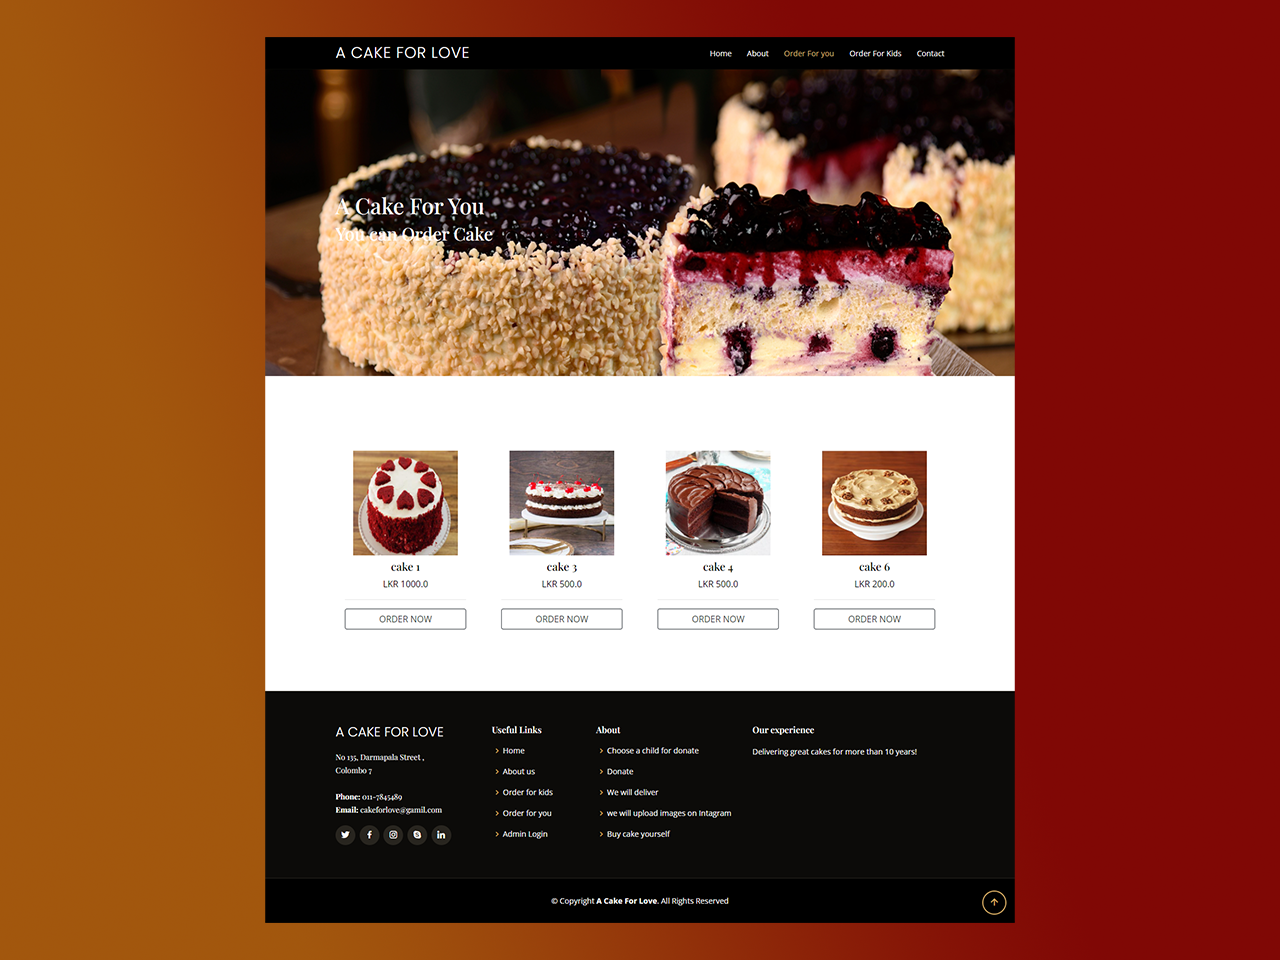 A CAKE FOR LOVE
Home About Order For you Order For Kids Contact
A Cake For You
You can Order Cake
cake 1
LKR 1000.0
ORDER NOW
cake 3
LKR 500.0
ORDER NOW
cake 4
LKR 500.0
ORDER NOW
cake 6
LKR 200.0
ORDER NOW
A CAKE FOR LOVE
No 135, Darmapala Street ,
Colombo 7
Phone: 011-7845489
Email: cakeforlove@gamil.com
Useful Links
Home
About us
Order for kids
Order for you
Admin Login
About
Choose a child for donate
Donate
We will deliver
we will upload images on Intagram
Buy cake yourself
Our experience
Delivering great cakes for more than 10 years!
© Copyright A Cake For Love. All Rights Reserved